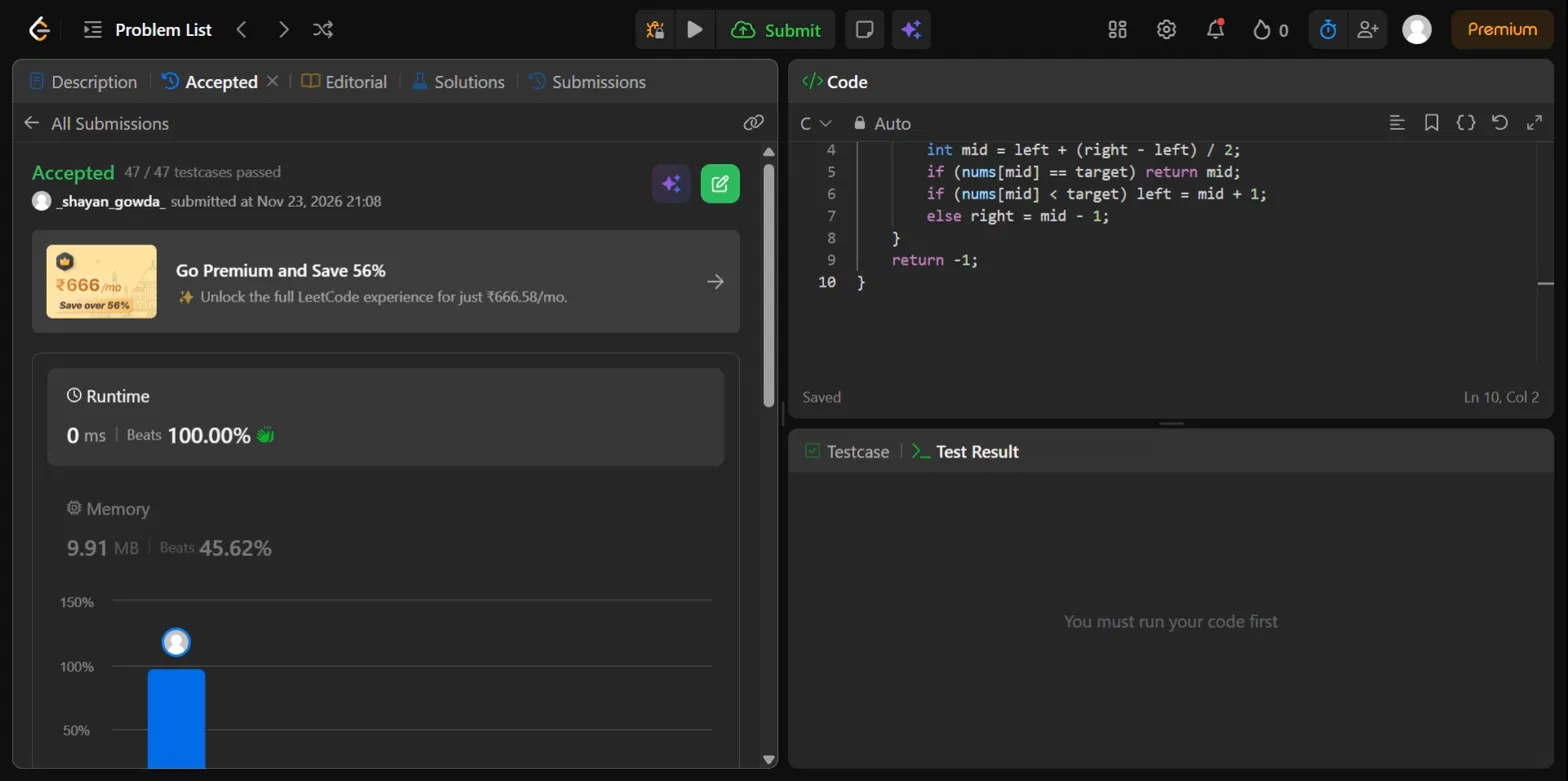 Problem List
Submit
0
Premium
Description
Accepted
Editorial
Solutions
Submissions
All Submissions
Accepted 47 / 47 testcases passed
_shayan_gowda_ submitted at Nov 23, 2026 21:08
₹666 /mo
Save over 56%
Go Premium and Save 56%
✨ Unlock the full LeetCode experience for just ₹666.58/mo.
Runtime
0 ms | Beats 100.00%
Memory
9.91 MB | Beats 45.62%
150%
100%
50%
</> Code
C Auto
4 int mid = left + (right - left) / 2;
5 if (nums[mid] == target) return mid;
6 if (nums[mid] < target) left = mid + 1;
7 else right = mid - 1;
8 }
9 return -1;
10 }
Saved
Ln 10, Col 2
Testcase
>_ Test Result
You must run your code first